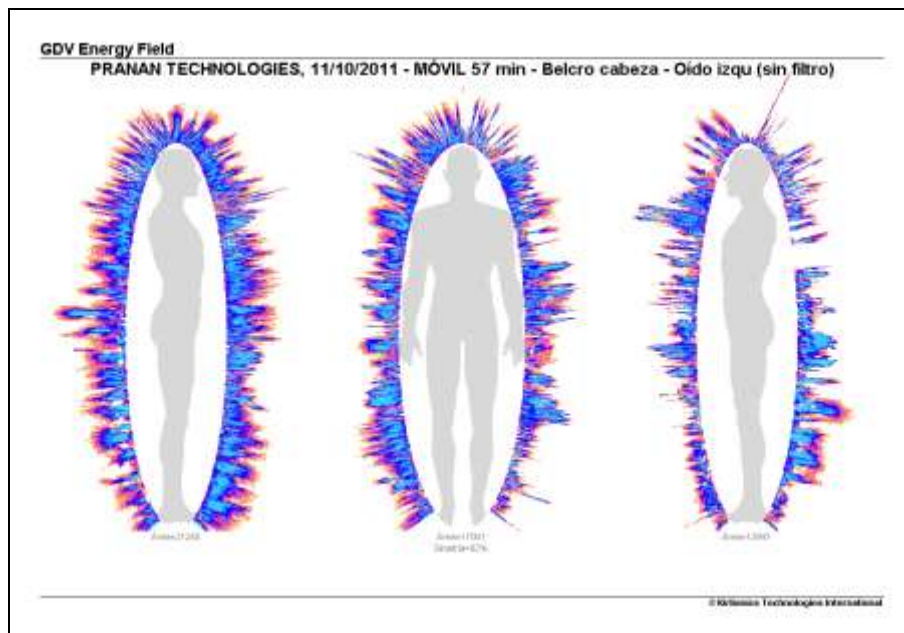 GDV Energy Field
PRANAN TECHNOLOGIES, 11/10/2011 - MÓVIL 57 min - Belcro cabeza - Oído izqu (sin filtro)
© Kirlionics Technologies International